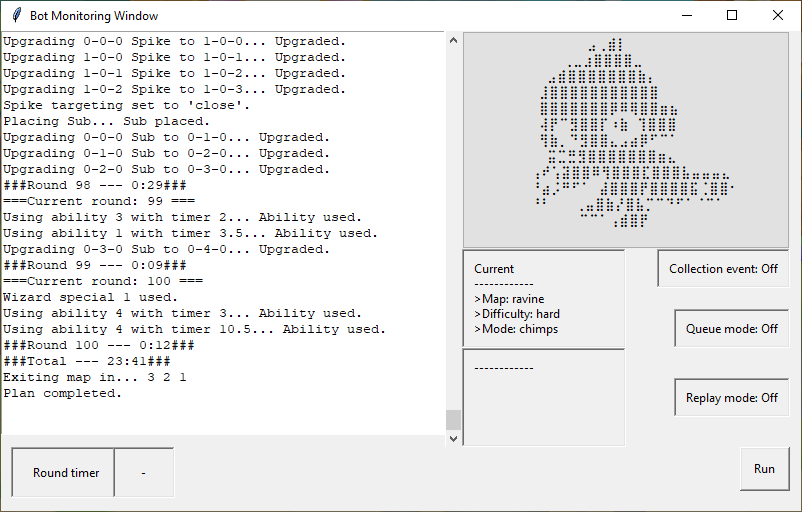 Bot Monitoring Window
Upgrading 0-0-0 Spike to 1-0-0... Upgraded.
Upgrading 1-0-0 Spike to 1-0-1... Upgraded.
Upgrading 1-0-1 Spike to 1-0-2... Upgraded.
Upgrading 1-0-2 Spike to 1-0-3... Upgraded.
Spike targeting set to 'close'.
Placing Sub... Sub placed.
Upgrading 0-0-0 Sub to 0-1-0... Upgraded.
Upgrading 0-1-0 Sub to 0-2-0... Upgraded.
Upgrading 0-2-0 Sub to 0-3-0... Upgraded.
###Round 98 --- 0:29###
===Current round: 99 ===
Using ability 3 with timer 2... Ability used.
Using ability 1 with timer 3.5... Ability used.
Upgrading 0-3-0 Sub to 0-4-0... Upgraded.
###Round 99 --- 0:09###
===Current round: 100 ===
Wizard special 1 used.
Using ability 4 with timer 3... Ability used.
Using ability 4 with timer 10.5... Ability used.
###Round 100 --- 0:12###
###Total --- 23:41###
Exiting map in... 3 2 1
Plan completed.
Current
------------
>Map: ravine
>Difficulty: hard
>Mode: chimps
------------
Collection event: Off
Queue mode: Off
Replay mode: Off
Round timer
-
Run